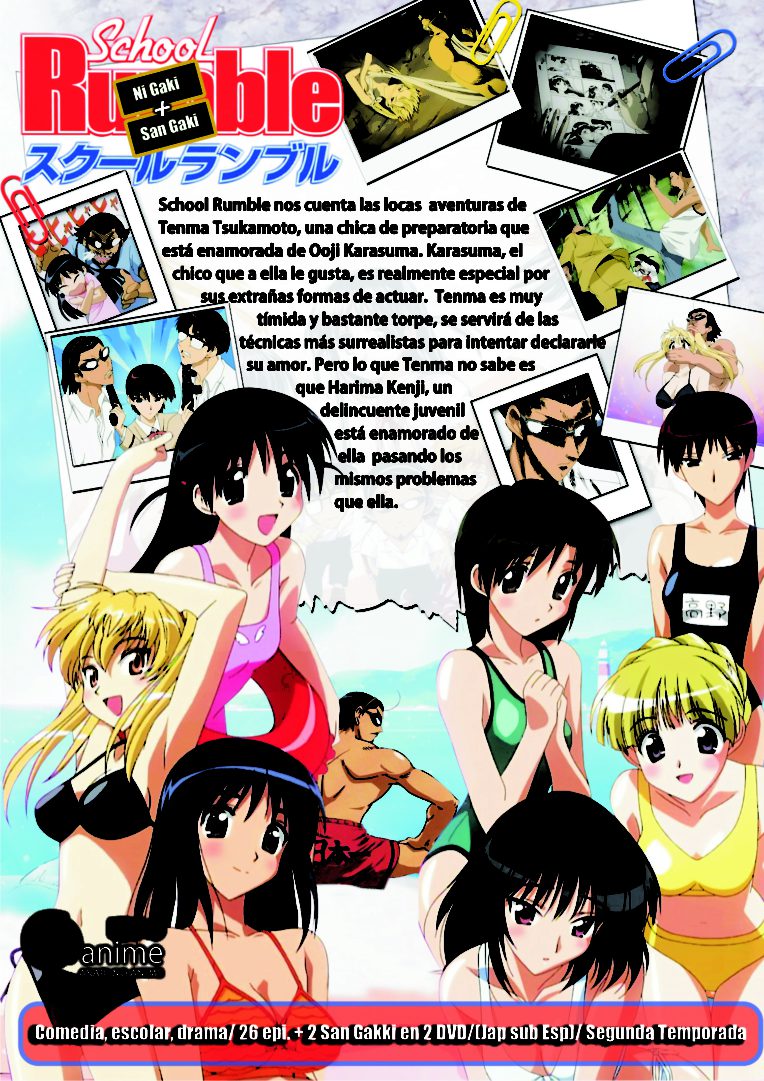 School
Rumble
Ni Gaki
+
San Gaki
スクールランブル
School Rumble nos cuenta las locas aventuras de
Tenma Tsukamoto, una chica de preparatoria que
está enamorada de Ooji Karasuma. Karasuma, el
chico que a ella le gusta, es realmente especial por
sus extrañas formas de actuar. Tenma es muy
tímida y bastante torpe, se servirá de las
técnicas más surrealistas para intentar declararle
su amor. Pero lo que Tenma no sabe es
que Harima Kenji, un
delincuente juvenil
está enamorado de
ella pasando los
mismos problemas
que ella.
高野
日本
anime
Comedia, escolar, drama/ 26 epi. + 2 San Gakki en 2 DVD/(Jap sub Esp)/ Segunda Temporada